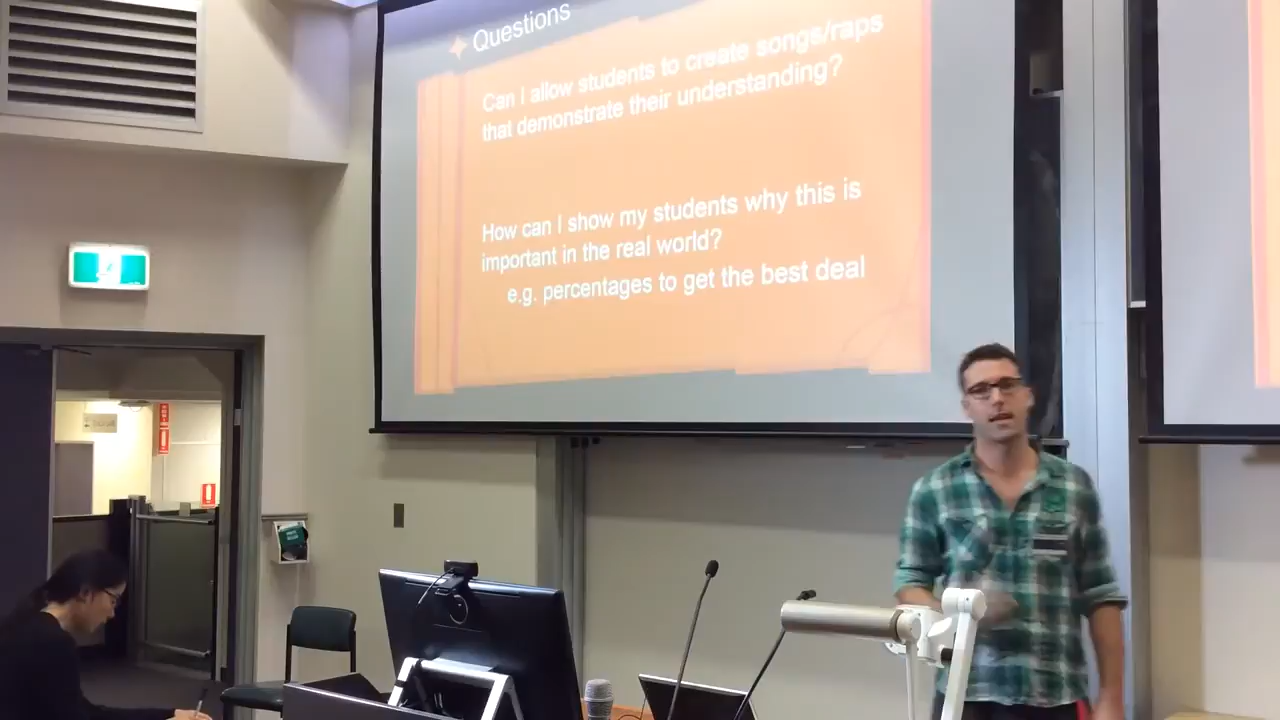 Questions
Can I allow students to create songs/raps
that demonstrate their understanding?
How can I show my students why this is
important in the real world?
e.g. percentages to get the best deal